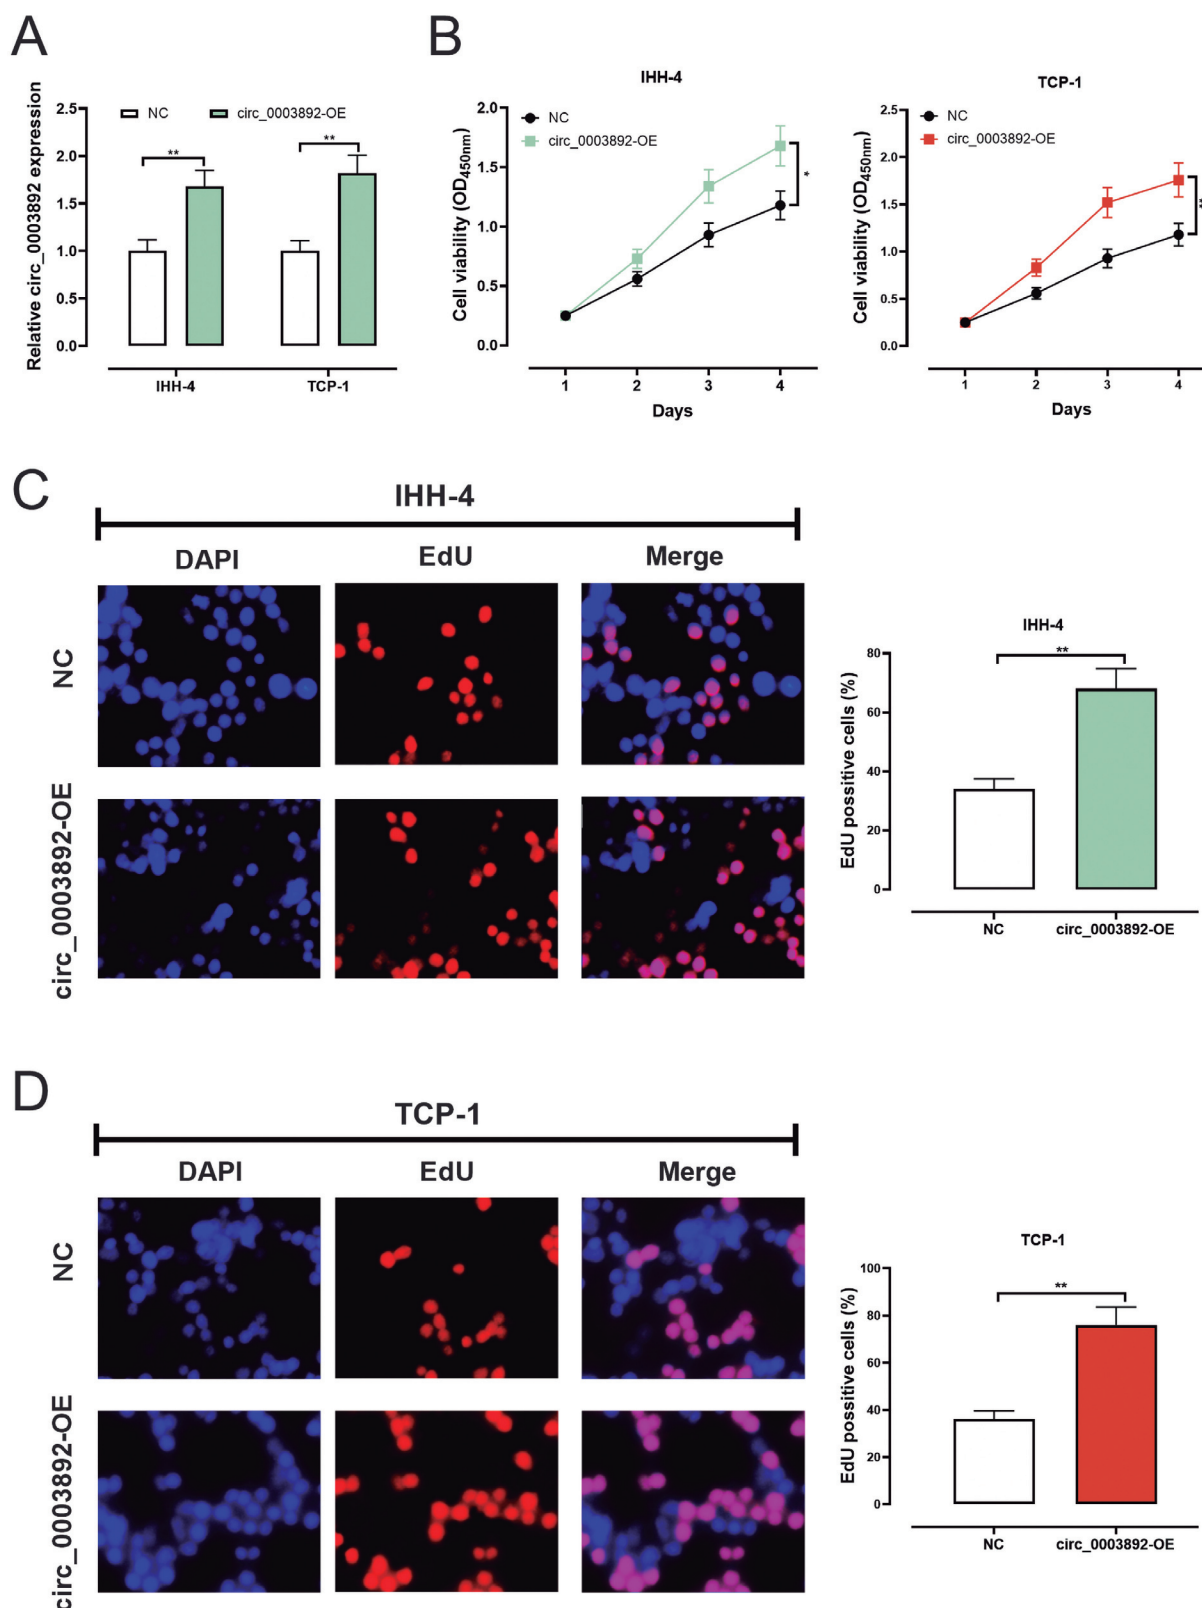 A
Relative circ_0003892 expression
2.5
2.0
1.5
1.0
0.5
0.0
NC
circ_0003892-OE
**
**
IHH-4
TCP-1
B
IHH-4
Cell viability (OD450nm)
2.0
1.5
1.0
0.5
0.0
NC
circ_0003892-OE
*
1 2 3 4
Days
TCP-1
Cell viability (OD450nm)
2.5
2.0
1.5
1.0
0.5
0.0
NC
circ_0003892-OE
**
1 2 3 4
Days
C
IHH-4
DAPI EdU Merge
NC
circ_0003892-OE
IHH-4
EdU possitive cells (%)
80
60
40
20
0
**
NC circ_0003892-OE
D
TCP-1
DAPI EdU Merge
NC
circ_0003892-OE
TCP-1
EdU possitive cells (%)
100
80
60
40
20
0
**
NC circ_0003892-OE